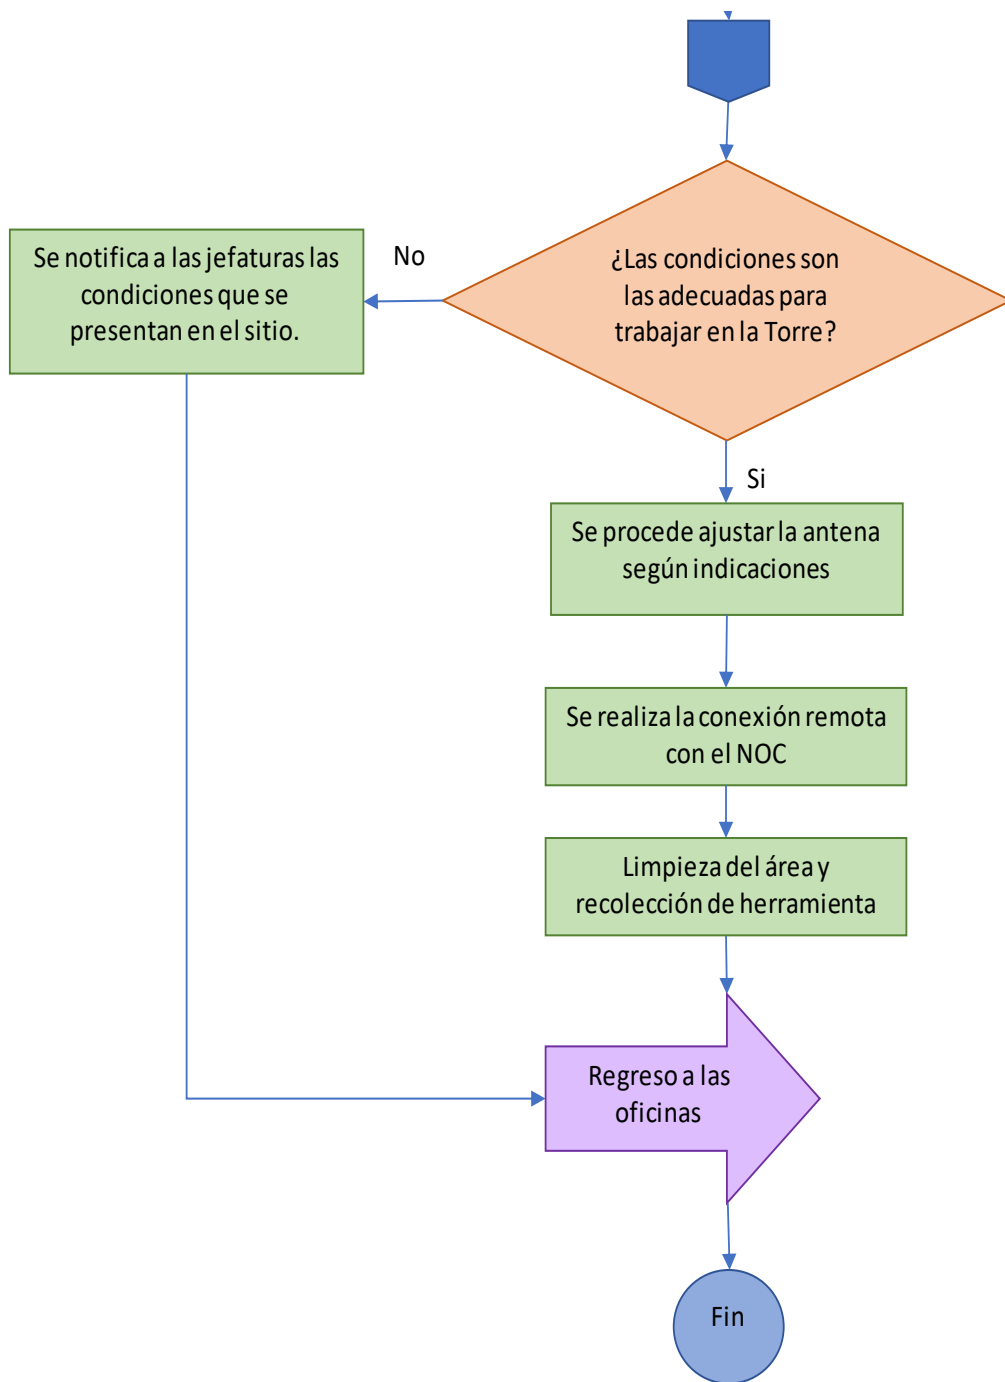 ¿Las condiciones son
las adecuadas para
trabajar en la Torre?
No
Se notifica a las jefaturas las
condiciones que se
presentan en el sitio.
Si
Se procede ajustar la antena
según indicaciones
Se realiza la conexión remota
con el NOC
Limpieza del área y
recolección de herramienta
Regreso a las
oficinas
Fin